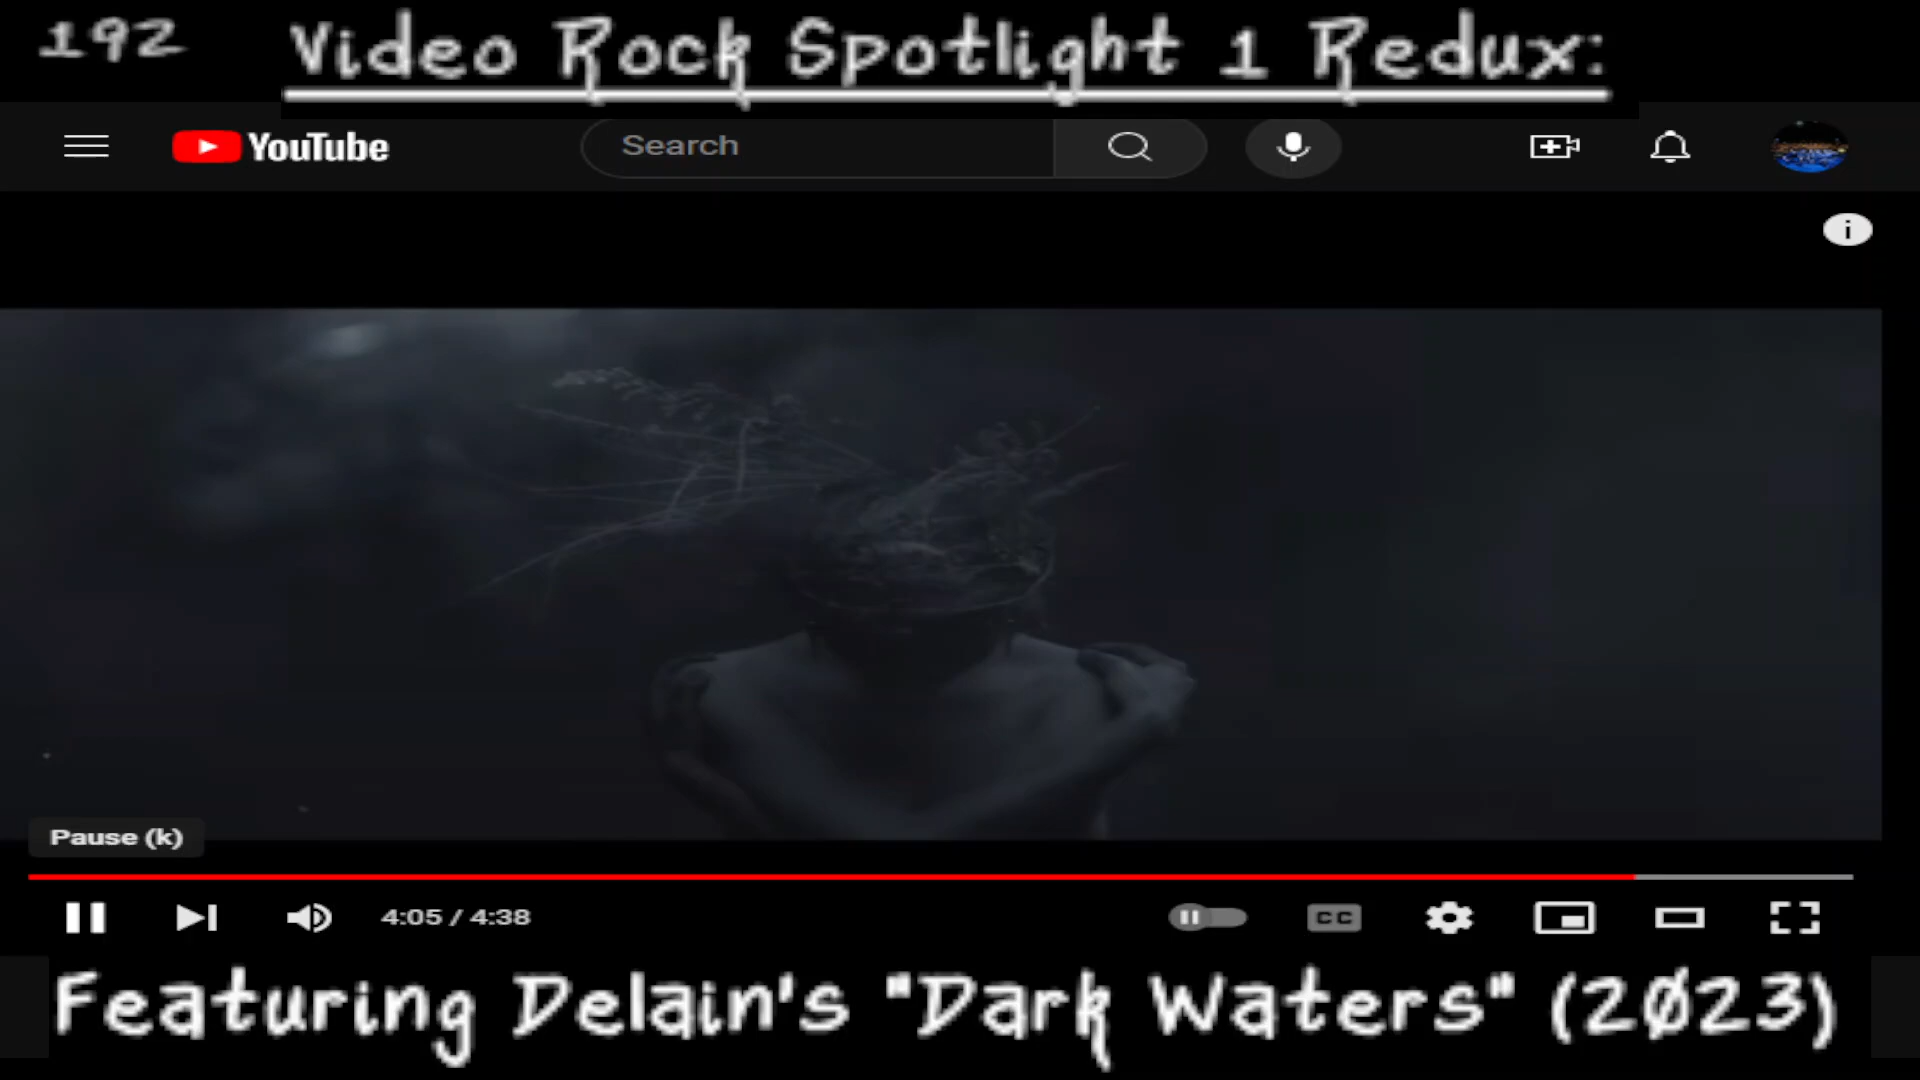 192 Video Rock Spotlight 1 Redux:
YouTube Search
i
Pause (k)
4:05 / 4:38 CC
Featuring Delain's "Dark Waters" (2023)